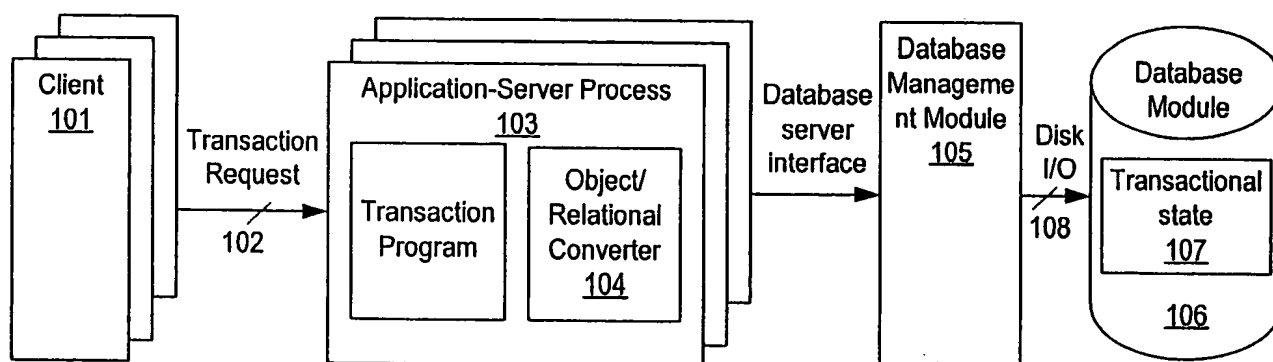 Client
101
Transaction
Request
102
Application-Server Process
103
Transaction
Program
Object/
Relational
Converter
104
Database
server
interface
Database
Manageme
nt Module
105
Disk
I/O
108
Database
Module
Transactional
state
107
106